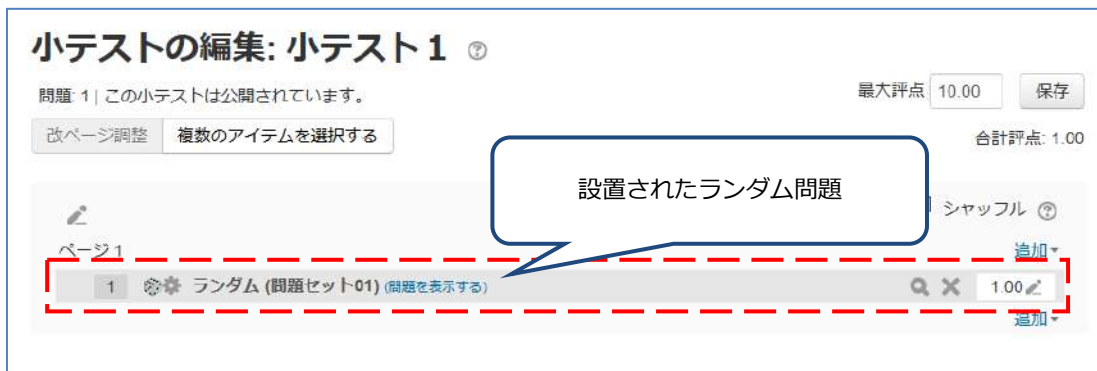 小テストの編集: 小テスト１
問題: 1 | この小テストは公開されています。
最大評点 10.00 保存
改ページ調整 複数のアイテムを選択する
合計評点: 1.00
設置されたランダム問題
シャッフル
ページ 1
追加
1 ランダム (問題セット01) (問題を表示する) 1.00
追加